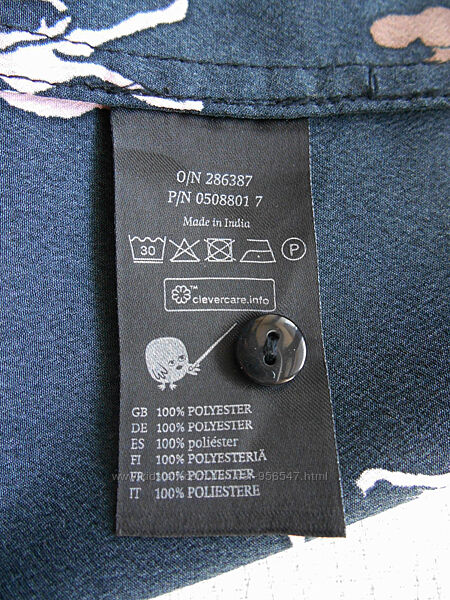 O/N 286387
P/N 0508801 7
Made in India
30
P
™
clevercare.info
GB 100% POLYESTER
DE 100% POLYESTER
ES 100% poliéster
FI 100% POLYESTERIÄ
FR 100% POLYESTER
IT 100% POLIESTERE